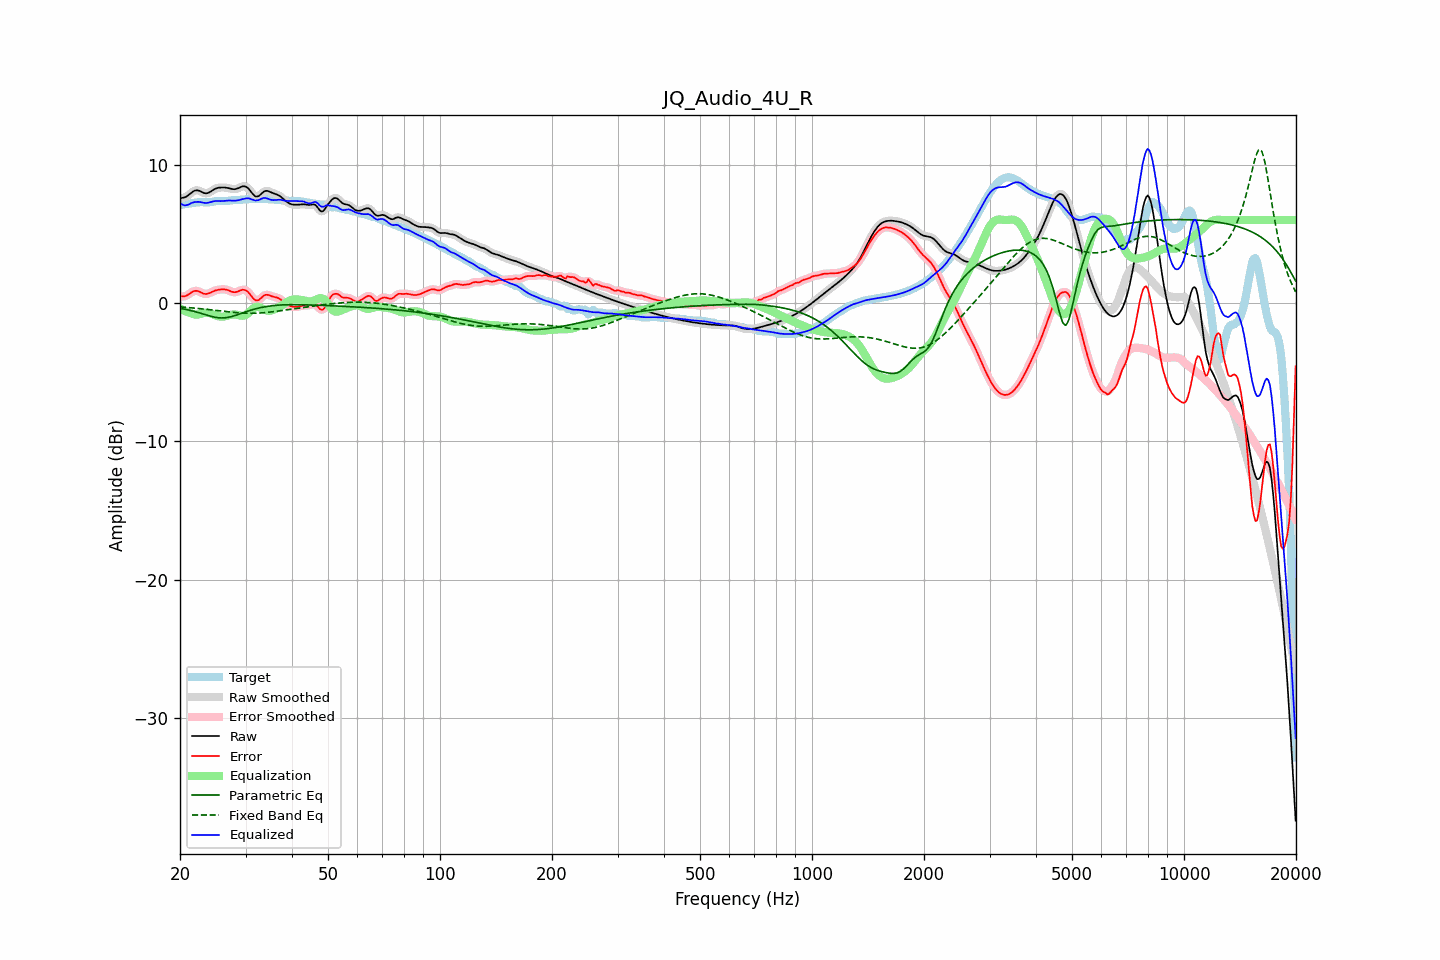 JQ_Audio_4U_R
Amplitude (dBr)
10
0
−10
−20
−30
Target
Raw Smoothed
Error Smoothed
Raw
Error
Equalization
Parametric Eq
Fixed Band Eq
Equalized
20 50 100 200 500 1000 2000 5000 10000 20000
Frequency (Hz)